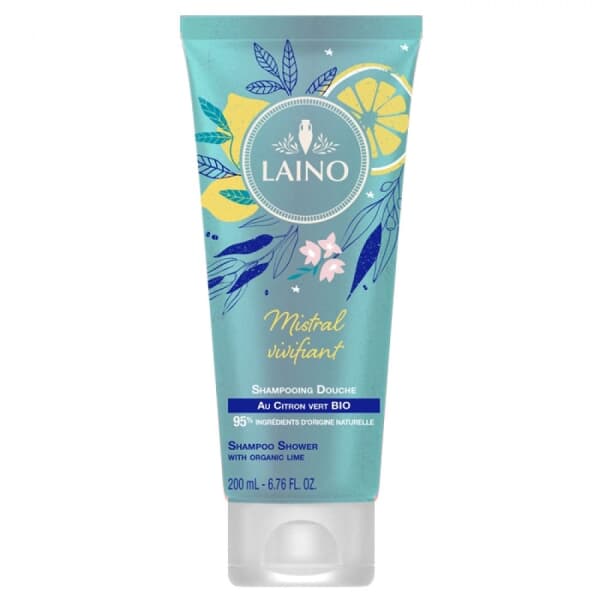 LAINO
Mistral
vivifiant
SHAMPOOING DOUCHE
AU CITRON VERT BIO
95% INGRÉDIENTS D'ORIGINE NATURELLE
SHAMPOO SHOWER
WITH ORGANIC LIME
200 mL - 6.76 FL. OZ.